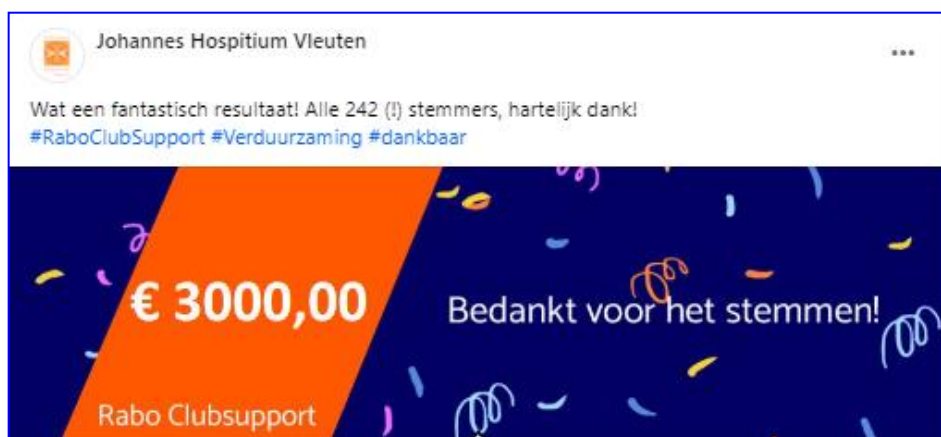 Johannes Hospitium Vleuten
Wat een fantastisch resultaat! Alle 242 (!) stemmers, hartelijk dank!
#RaboClubSupport #Verduurzaming #dankbaar
€ 3000,00
Bedankt voor het stemmen!
Rabo Clubsupport